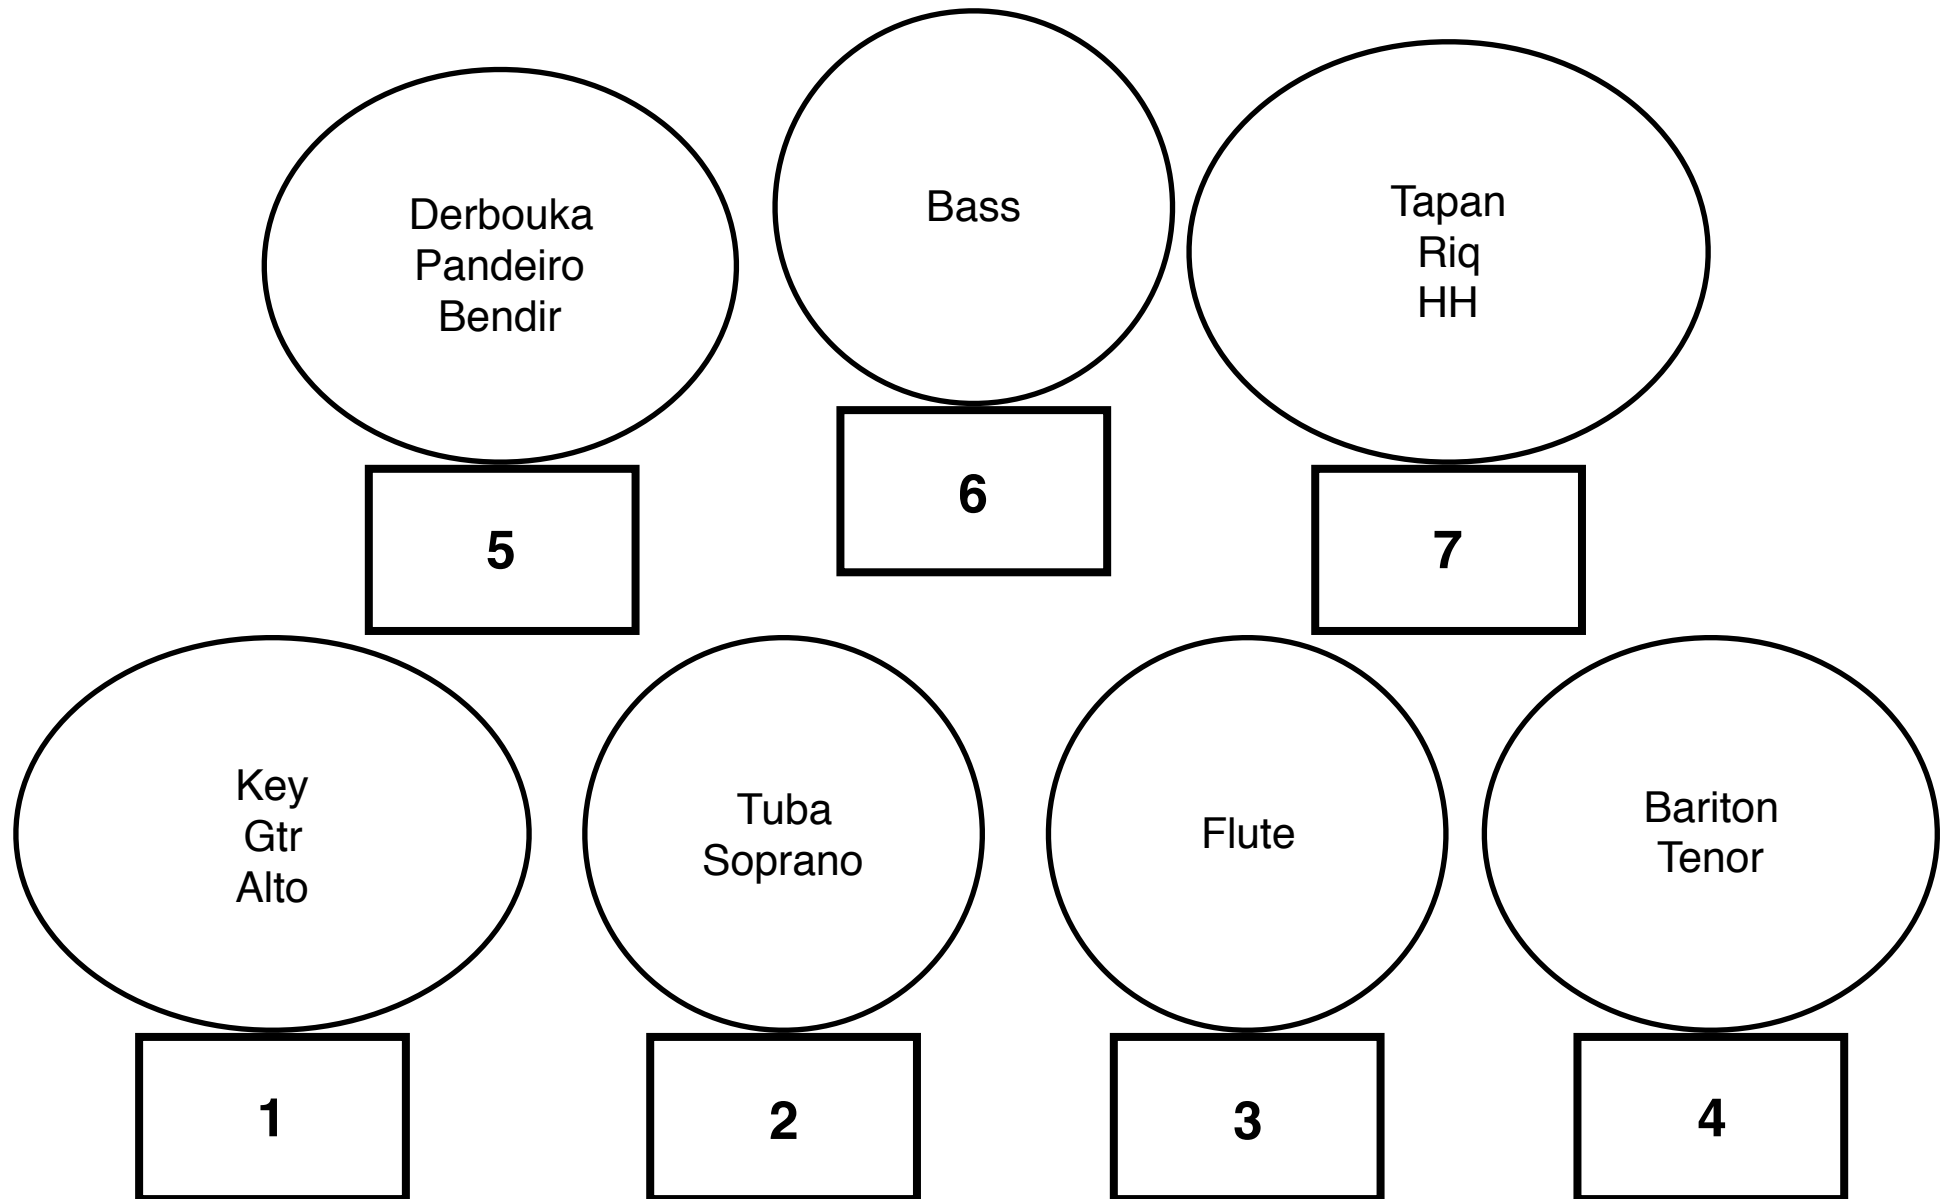 Derbouka
Pandeiro
Bendir
Bass
Tapan
Riq
HH
5
6
7
Key
Gtr
Alto
Tuba
Soprano
Flute
Bariton
Tenor
1
2
3
4